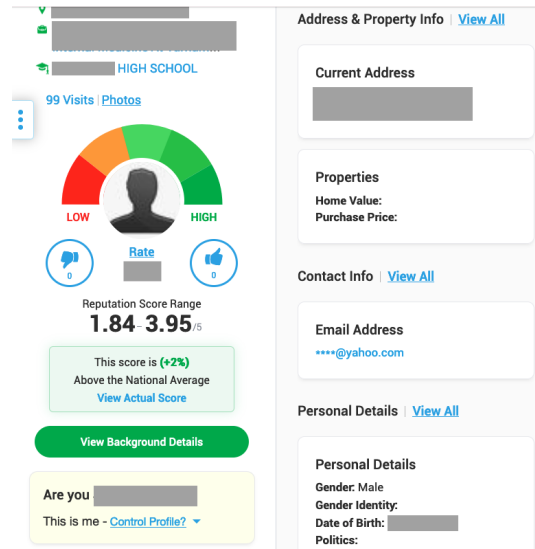 HIGH SCHOOL
99 Visits | Photos
LOW
HIGH
0
Rate
0
Reputation Score Range
1.84 - 3.95/5
This score is (+2%)
Above the National Average
View Actual Score
View Background Details
Are you
This is me - Control Profile?
Address & Property Info | View All
Current Address
Properties
Home Value:
Purchase Price:
Contact Info | View All
Email Address
****@yahoo.com
Personal Details | View All
Personal Details
Gender: Male
Gender Identity:
Date of Birth:
Politics: